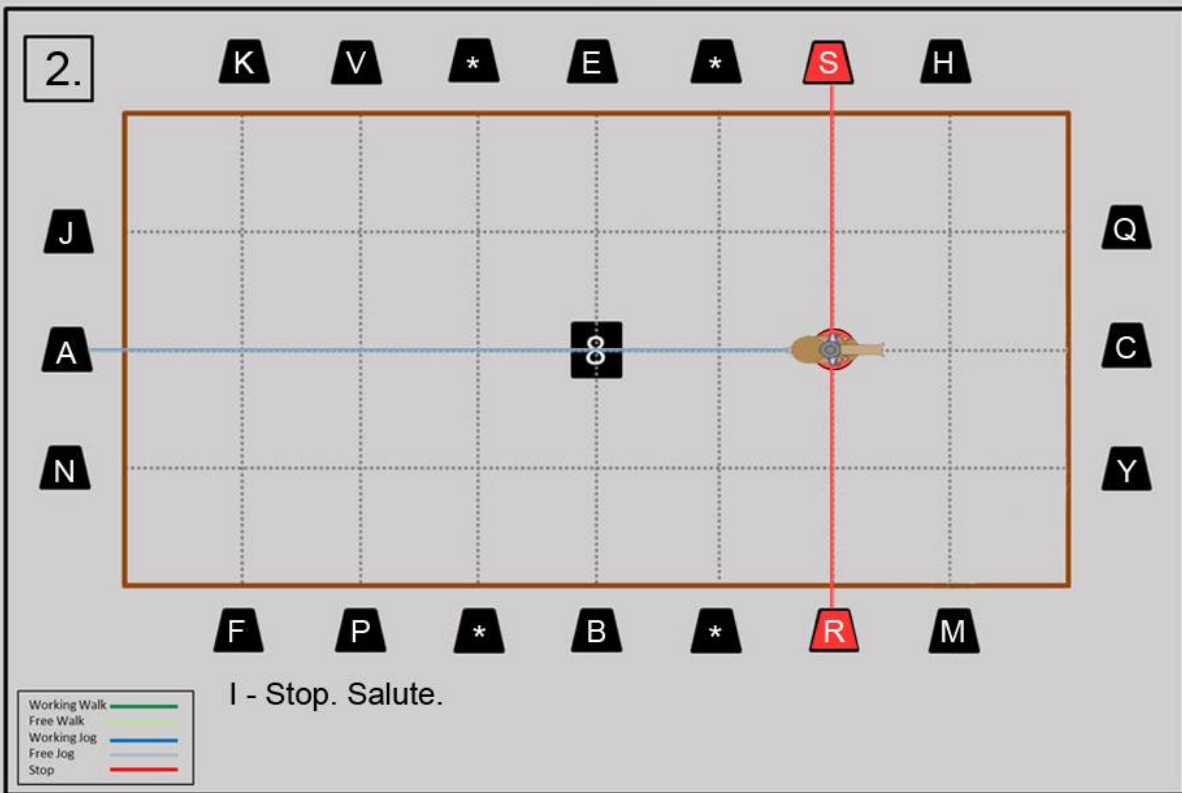 2.
K V * E * S H
J Q
A 8 C
N Y
F P * B * R M
I - Stop. Salute.
Working Walk
Free Walk
Working Jog
Free Jog
Stop